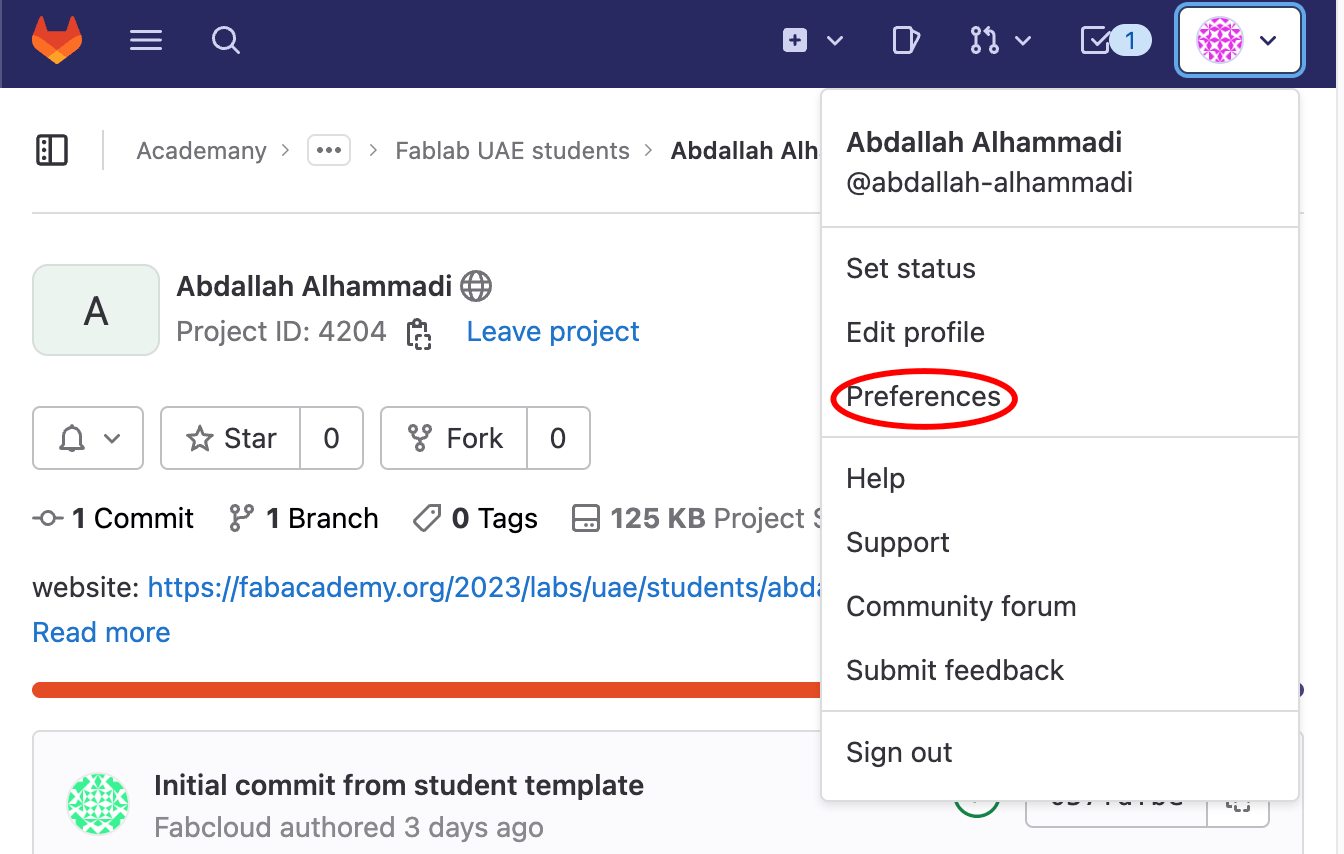 1
Academany > ••• > Fablab UAE students > Abdallah Alh
A
Abdallah Alhammadi
Project ID: 4204 Leave project
Star 0 Fork 0
1 Commit 1 Branch 0 Tags 125 KB Project
website: https://fabacademy.org/2023/labs/uae/students/abda
Read more
Initial commit from student template
Fabcloud authored 3 days ago
Abdallah Alhammadi
@abdallah-alhammadi
Set status
Edit profile
Preferences
Help
Support
Community forum
Submit feedback
Sign out